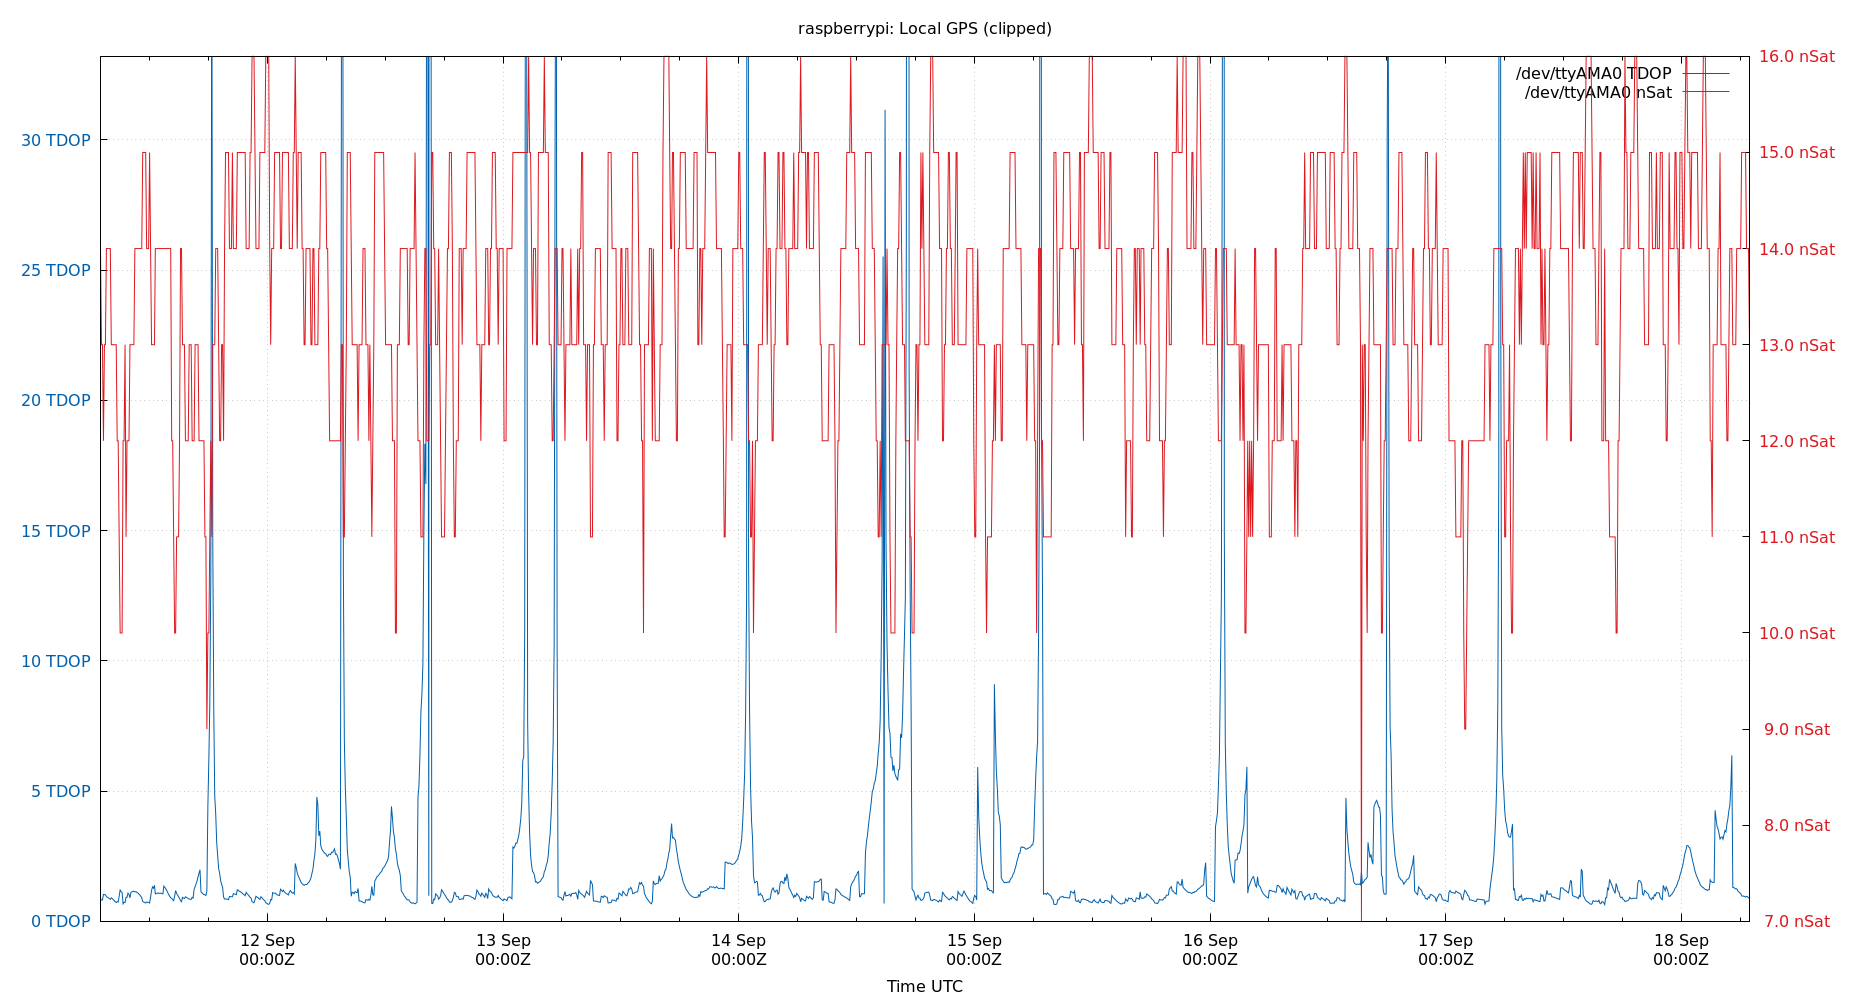 raspberrypi: Local GPS (clipped)
16.0 nSat
/dev/ttyAMA0 TDOP
/dev/ttyAMA0 nSat
30 TDOP
15.0 nSat
25 TDOP
14.0 nSat
13.0 nSat
20 TDOP
12.0 nSat
15 TDOP
11.0 nSat
10.0 nSat
10 TDOP
9.0 nSat
5 TDOP
8.0 nSat
0 TDOP
7.0 nSat
12 Sep 13 Sep 14 Sep 15 Sep 16 Sep 17 Sep 18 Sep
00:00Z 00:00Z 00:00Z 00:00Z 00:00Z 00:00Z 00:00Z
Time UTC